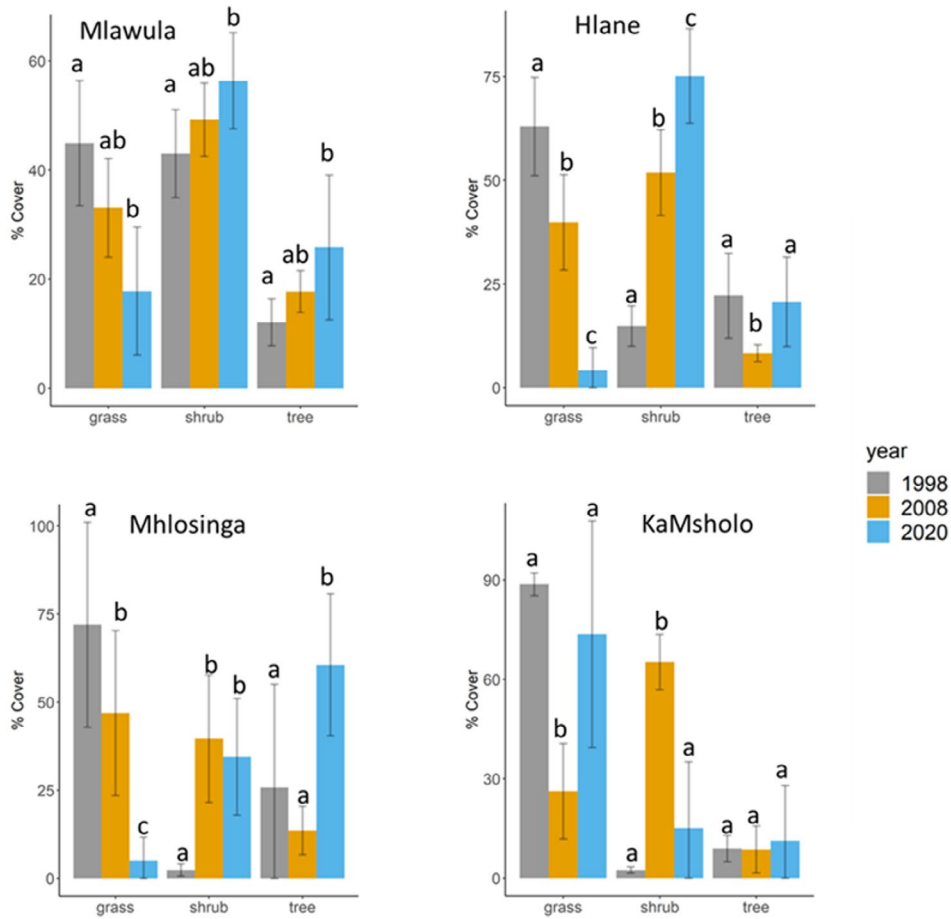 Mlawula
% Cover
60
40
20
0
a
ab
b
a
ab
b
a
ab
b
grass shrub tree
Hlane
% Cover
75
50
25
0
a
b
c
a
b
c
a
b
a
grass shrub tree
Mhlosinga
% Cover
100
75
50
25
0
a
b
c
a
b
b
a
a
b
grass shrub tree
KaMsholo
% Cover
90
60
30
0
a
b
a
a
b
a
a
a
a
grass shrub tree
year
1998
2008
2020